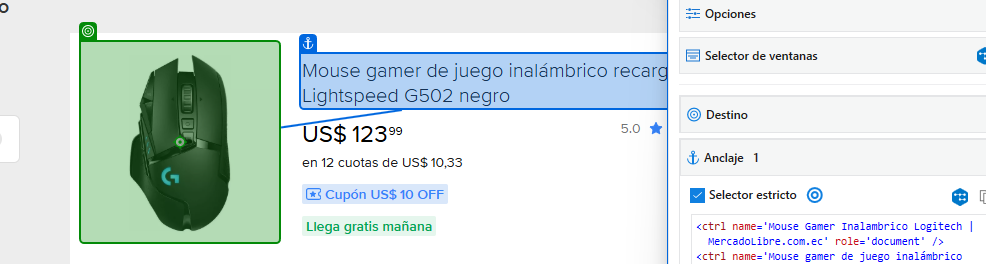 Mouse gamer de juego inalámbrico recarg
Lightspeed G502 negro
US$ 123⁹⁹
5.0
en 12 cuotas de US$ 10,33
Cupón US$ 10 OFF
Llega gratis mañana
Opciones
Selector de ventanas
Destino
Anclaje 1
Selector estricto
<ctrl name='Mouse Gamer Inalambrico Logitech |
MercadoLibre.com.ec' role='document' />
<ctrl name='Mouse gamer de juego inalámbrico